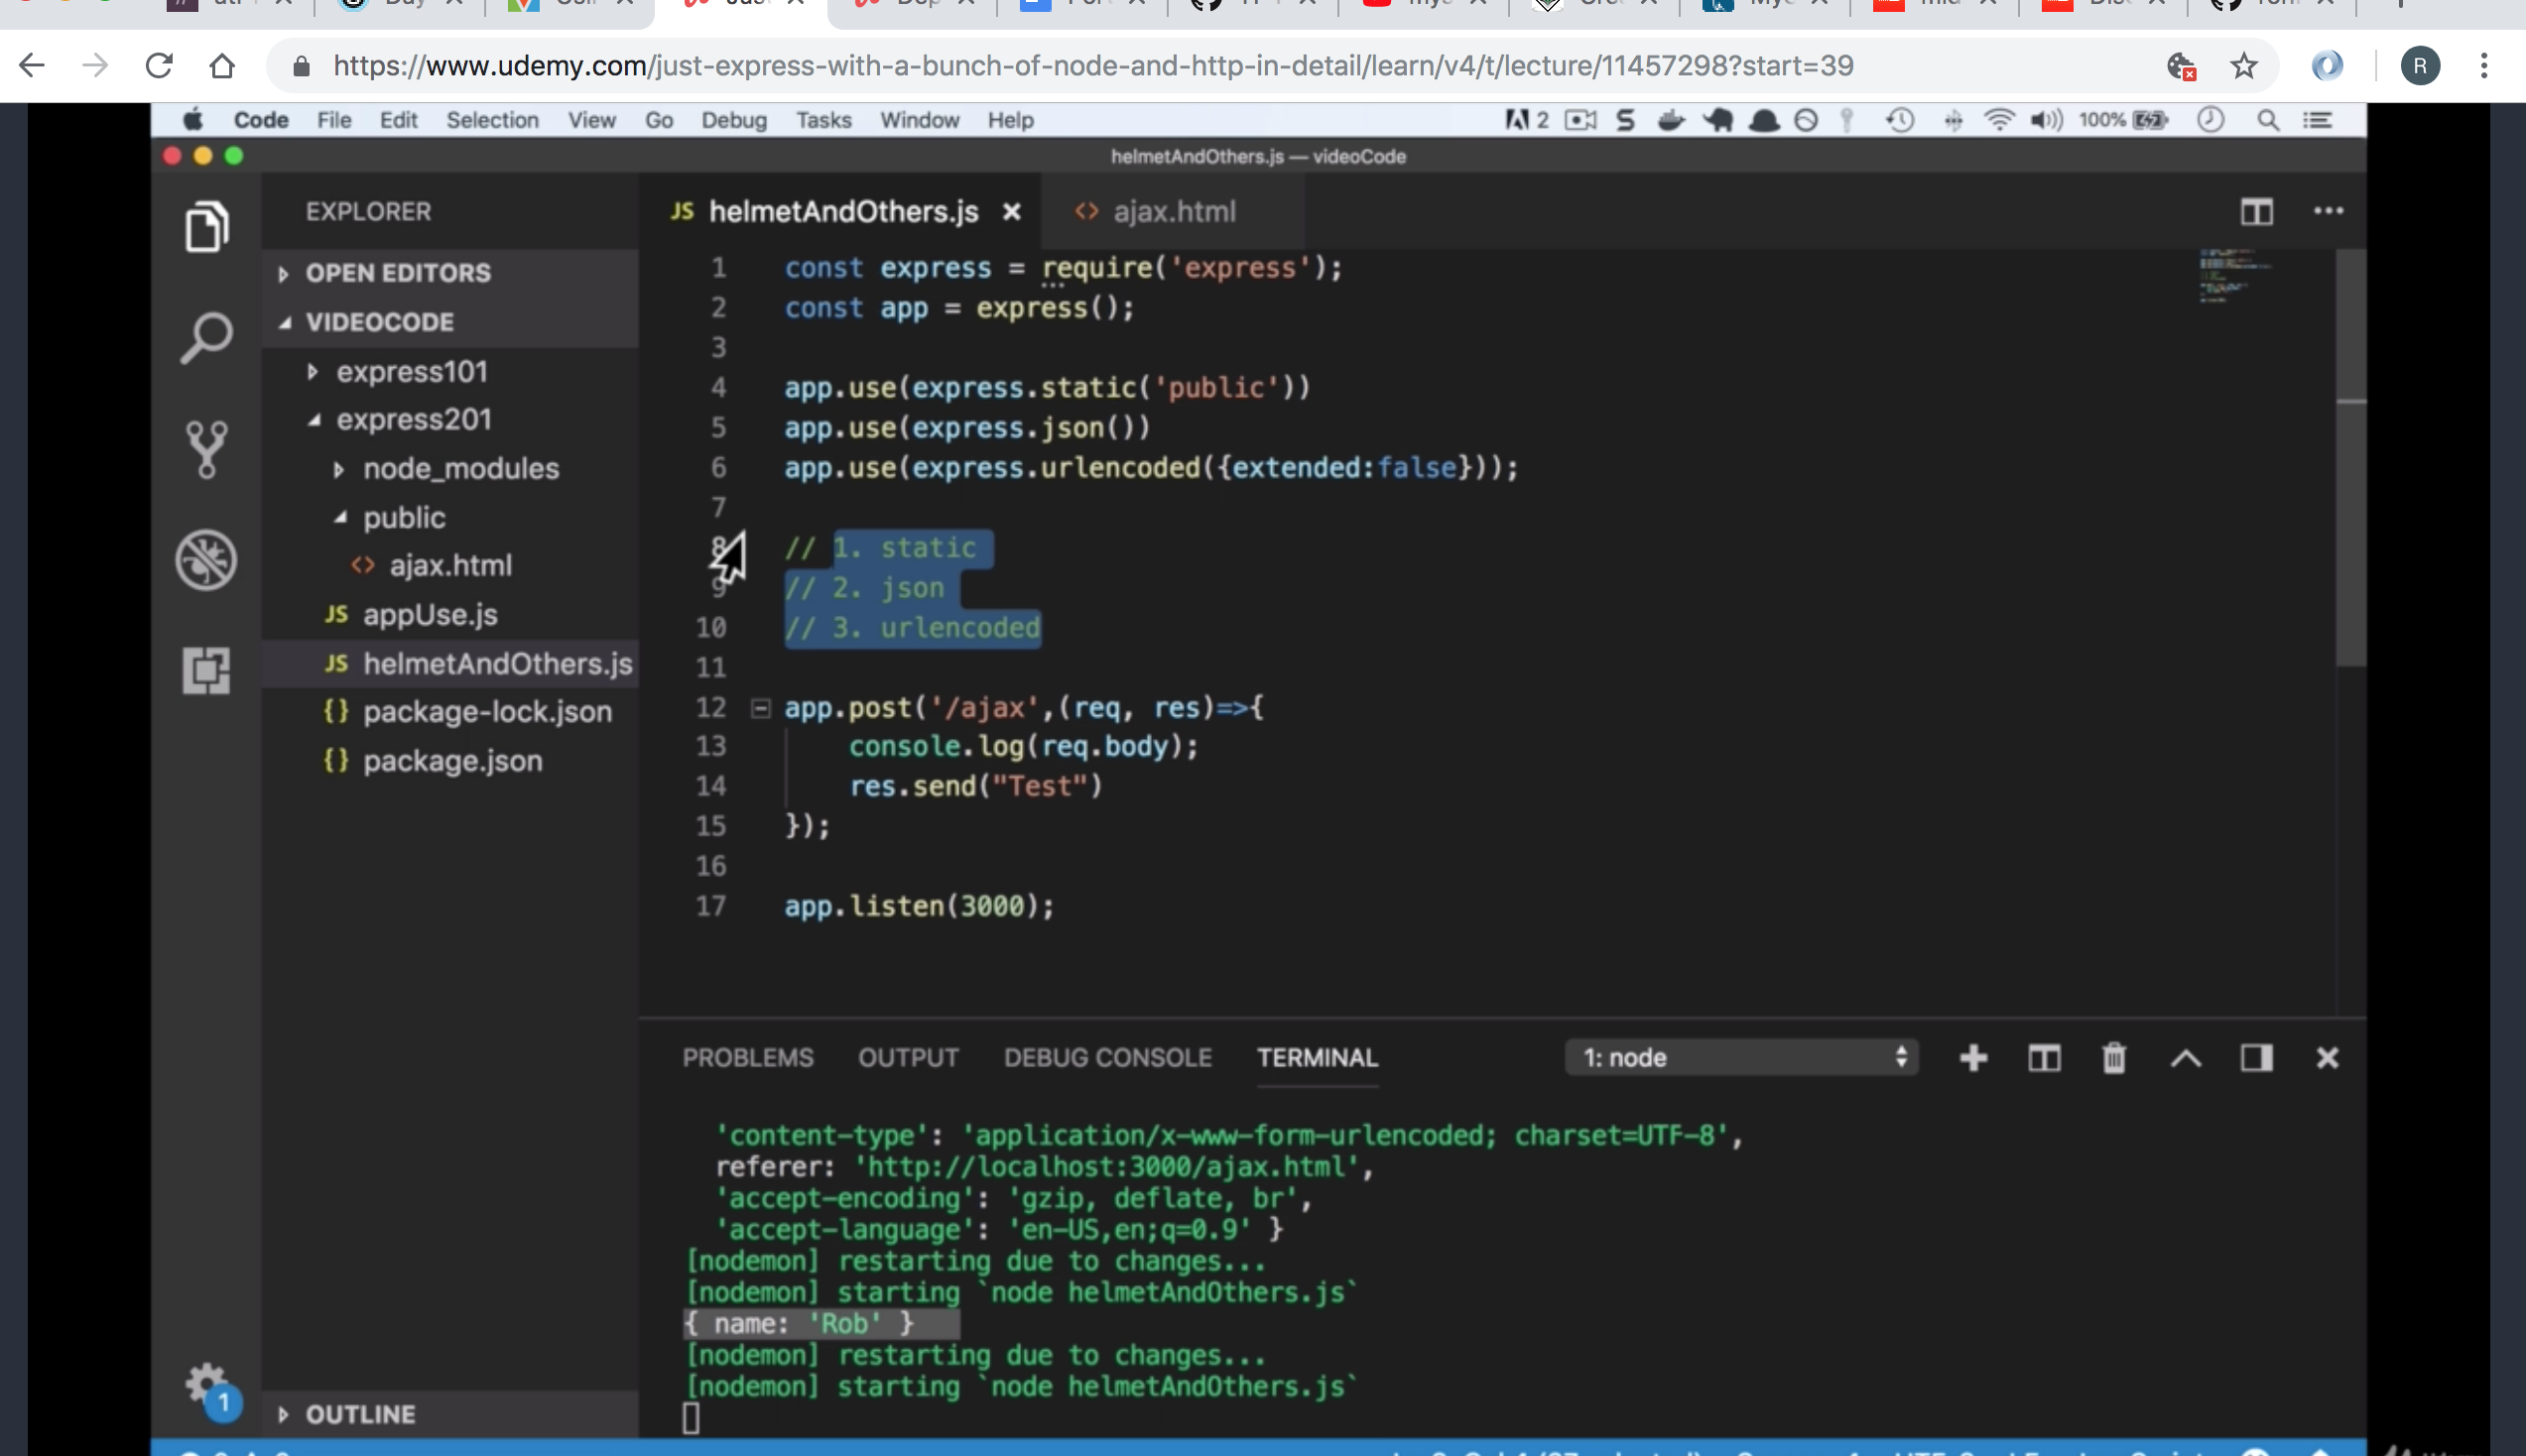 https://www.udemy.com/just-express-with-a-bunch-of-node-and-http-in-detail/learn/v4/t/lecture/11457298?start=39
R
Code File Edit Selection View Go Debug Tasks Window Help
2 100%
helmetAndOthers.js — videoCode
EXPLORER
OPEN EDITORS
VIDEOCODE
express101
express201
node_modules
public
<> ajax.html
JS appUse.js
JS helmetAndOthers.js
{} package-lock.json
{} package.json
OUTLINE
1
JS helmetAndOthers.js
<> ajax.html
1 const express = require('express');
2 const app = express();
3
4 app.use(express.static('public'))
5 app.use(express.json())
6 app.use(express.urlencoded({extended:false}));
7
8 // 1. static
9 // 2. json
10 // 3. urlencoded
11
12 app.post('/ajax',(req, res)=>{
13 console.log(req.body);
14 res.send("Test")
15 });
16
17 app.listen(3000);
PROBLEMS OUTPUT DEBUG CONSOLE TERMINAL
1: node
'content-type': 'application/x-www-form-urlencoded; charset=UTF-8',
referer: 'http://localhost:3000/ajax.html',
'accept-encoding': 'gzip, deflate, br',
'accept-language': 'en-US,en;q=0.9' }
[nodemon] restarting due to changes...
[nodemon] starting `node helmetAndOthers.js`
{ name: 'Rob' }
[nodemon] restarting due to changes...
[nodemon] starting `node helmetAndOthers.js`